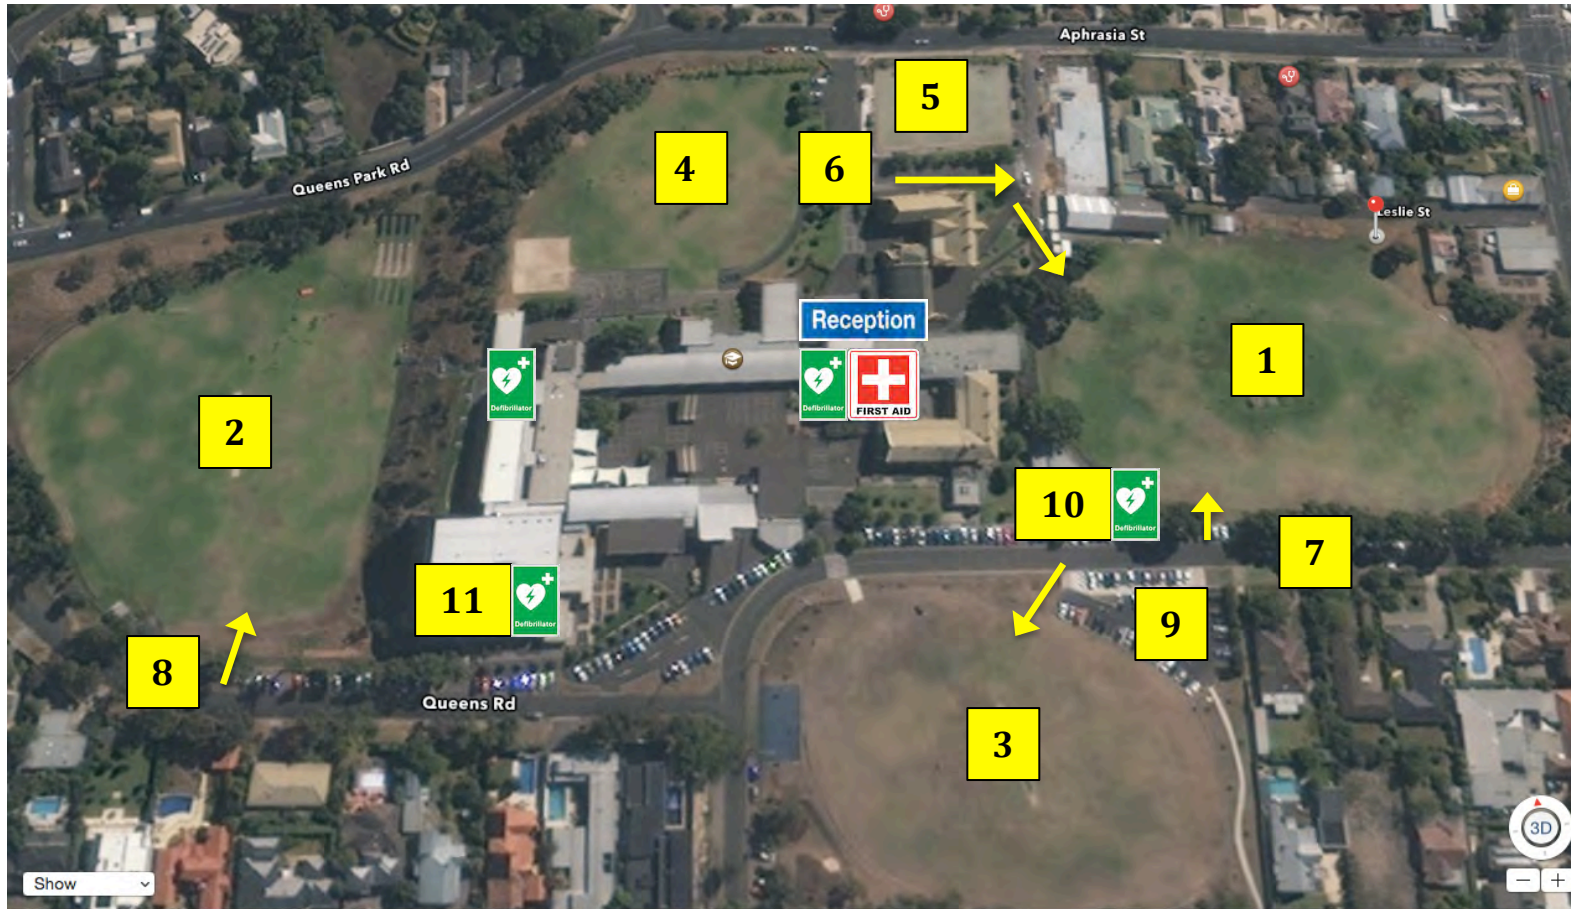 Aphrasia St
5
4
6
Queens Park Rd
Leslie St
Reception
1
Defibrillator
Defibrillator
FIRST AID
2
10
Defibrillator
7
11
Defibrillator
9
8
Queens Rd
3
3D
Show